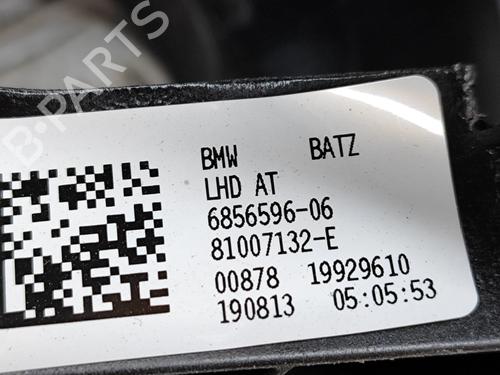 B-PARTS
BMW BATZ
LHD AT
6856596-06
81007132-E
00878 19929610
190813 05:05:53